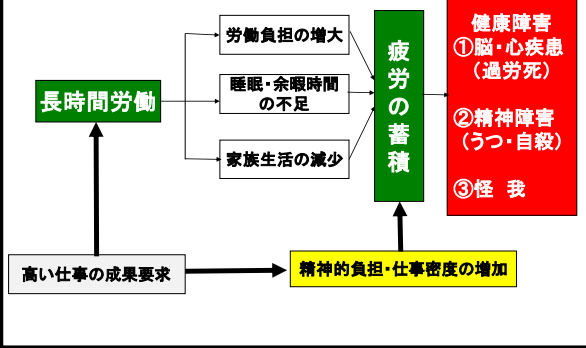 労働負担の増大
長時間労働
睡眠・余暇時間
の不足
家族生活の減少
疲労の蓄積
健康障害
①脳・心疾患
（過労死）
②精神障害
（うつ・自殺）
③怪 我
高い仕事の成果要求
精神的負担・仕事密度の増加